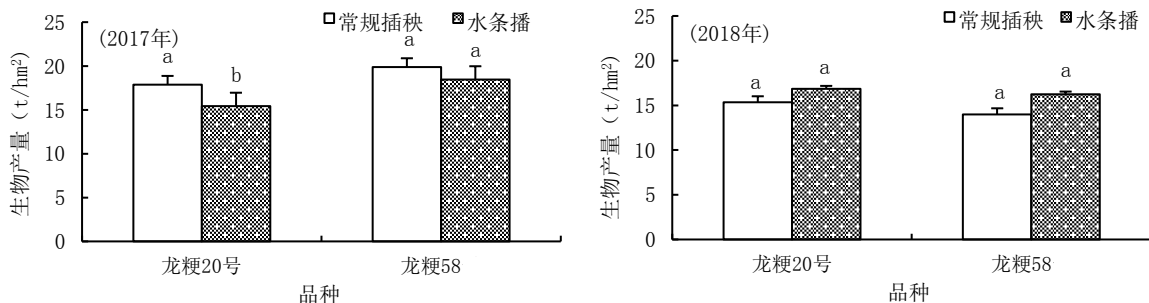 25
20
15
10
5
0
生物产量（t/hm²）
(2017年)
常规插秧
水条播
a
b
a
a
龙粳20号
龙粳58
品种
25
20
15
10
5
0
生物产量（t/hm²）
(2018年)
常规插秧
水条播
a
a
a
a
龙粳20号
龙粳58
品种